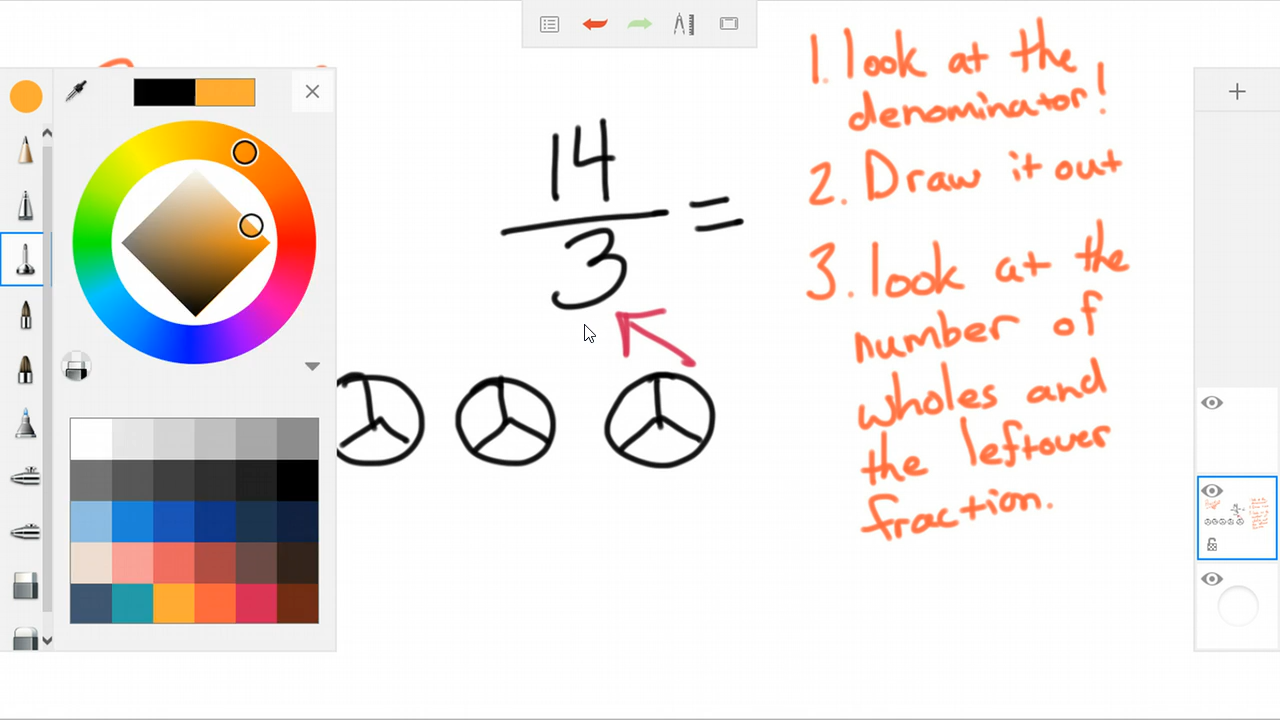 14
3
=
1. look at the
denominator!
2. Draw it out
3. look at the
number of
wholes and
the leftover
fraction.